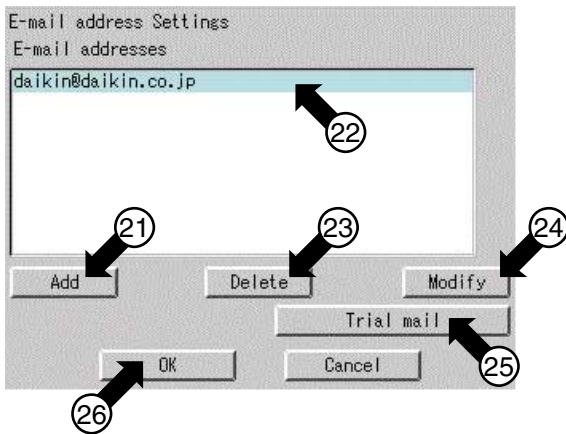 E-mail address Settings
E-mail addresses
daikin@daikin.co.jp
22
21
23
24
Add
Delete
Modify
Trial mail
25
OK
Cancel
26